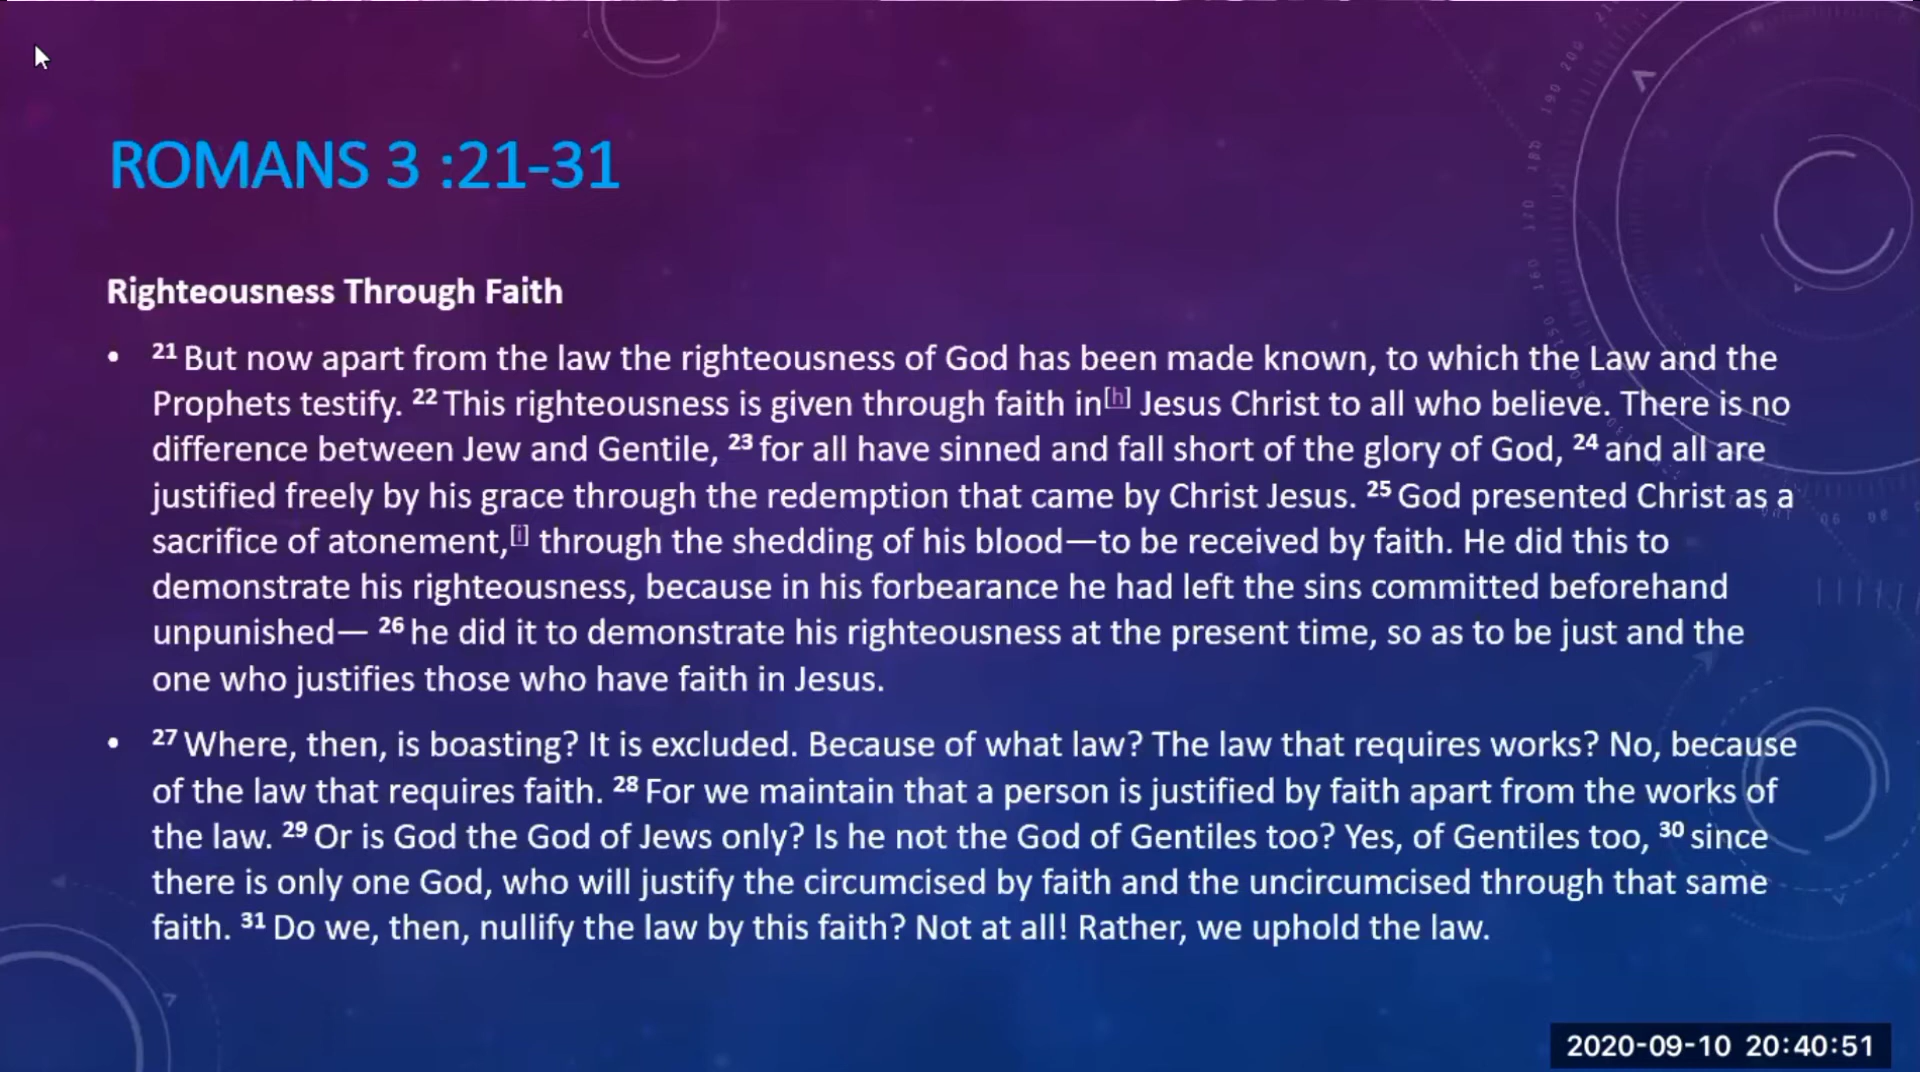 ROMANS 3 :21-31
Righteousness Through Faith
• 21 But now apart from the law the righteousness of God has been made known, to which the Law and the
Prophets testify. 22 This righteousness is given through faith in[h] Jesus Christ to all who believe. There is no
difference between Jew and Gentile, 23 for all have sinned and fall short of the glory of God, 24 and all are
justified freely by his grace through the redemption that came by Christ Jesus. 25 God presented Christ as a
sacrifice of atonement,[i] through the shedding of his blood—to be received by faith. He did this to
demonstrate his righteousness, because in his forbearance he had left the sins committed beforehand
unpunished— 26 he did it to demonstrate his righteousness at the present time, so as to be just and the
one who justifies those who have faith in Jesus.
• 27 Where, then, is boasting? It is excluded. Because of what law? The law that requires works? No, because
of the law that requires faith. 28 For we maintain that a person is justified by faith apart from the works of
the law. 29 Or is God the God of Jews only? Is he not the God of Gentiles too? Yes, of Gentiles too, 30 since
there is only one God, who will justify the circumcised by faith and the uncircumcised through that same
faith. 31 Do we, then, nullify the law by this faith? Not at all! Rather, we uphold the law.
2020-09-10 20:40:51